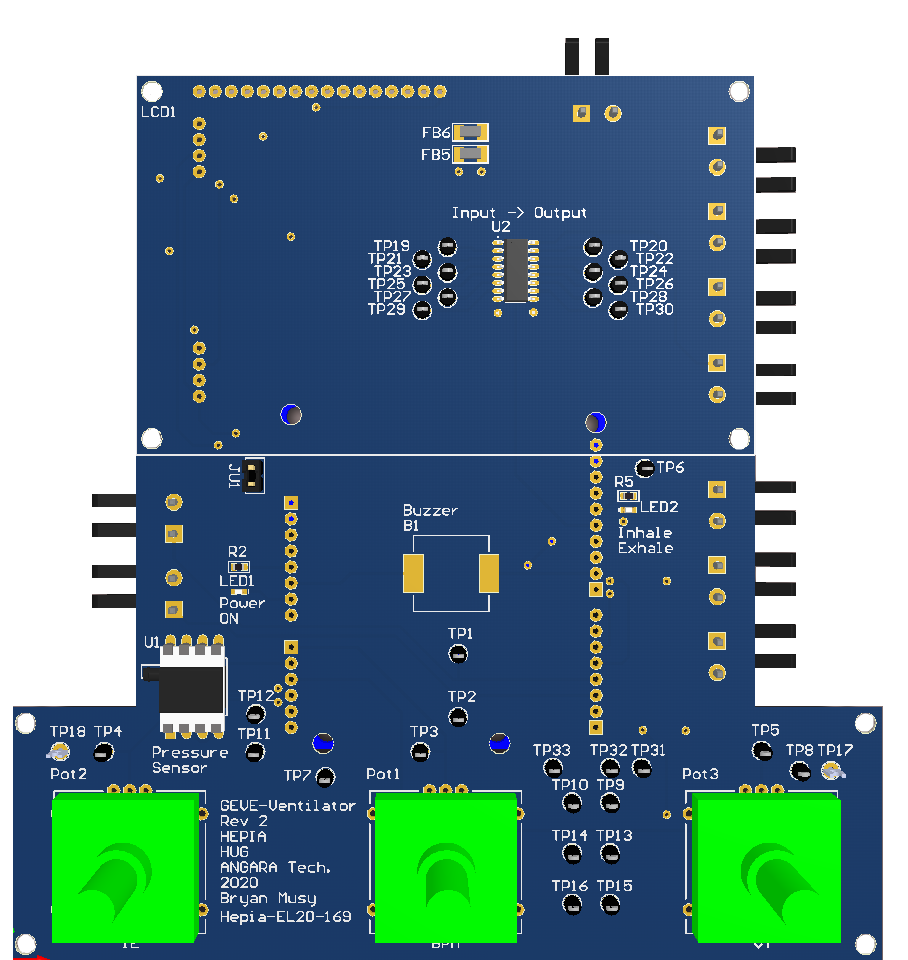 LCD1
FB6
FB5
Input -> Output
U2
TP19
TP20
TP21
TP22
TP23
TP24
TP25
TP26
TP27
TP28
TP29
TP30
JU1
TP6
R5
LED2
Inhale
Exhale
Buzzer
B1
R2
LED1
Power
ON
U1
TP1
TP12
TP2
TP18
TP4
TP11
TP3
TP5
Pressure
Sensor
TP33
TP32
TP31
TP8
TP17
Pot2
TP7
Pot1
Pot3
TP10
TP9
GEVE-Ventilator
Rev 2
HEPIA
HUG
ANGARA Tech.
2020
Bryan Musy
Hepia-EL20-169
TP14
TP13
TP16
TP15